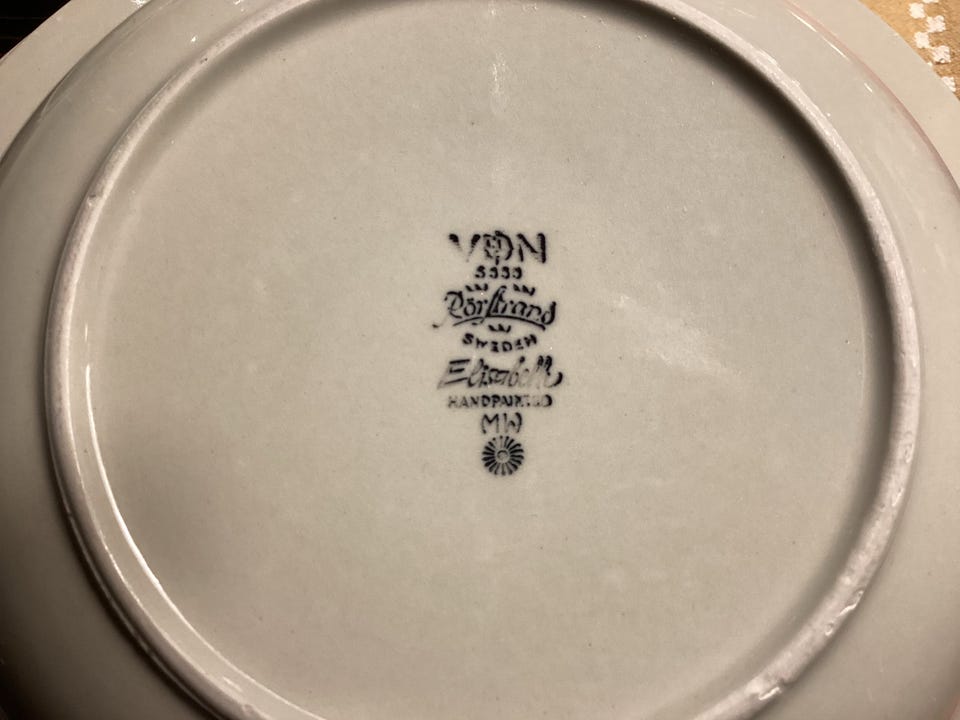 VDN
Rörstrand
SWEDEN
Elisabeth
HANDPAINTED
MW